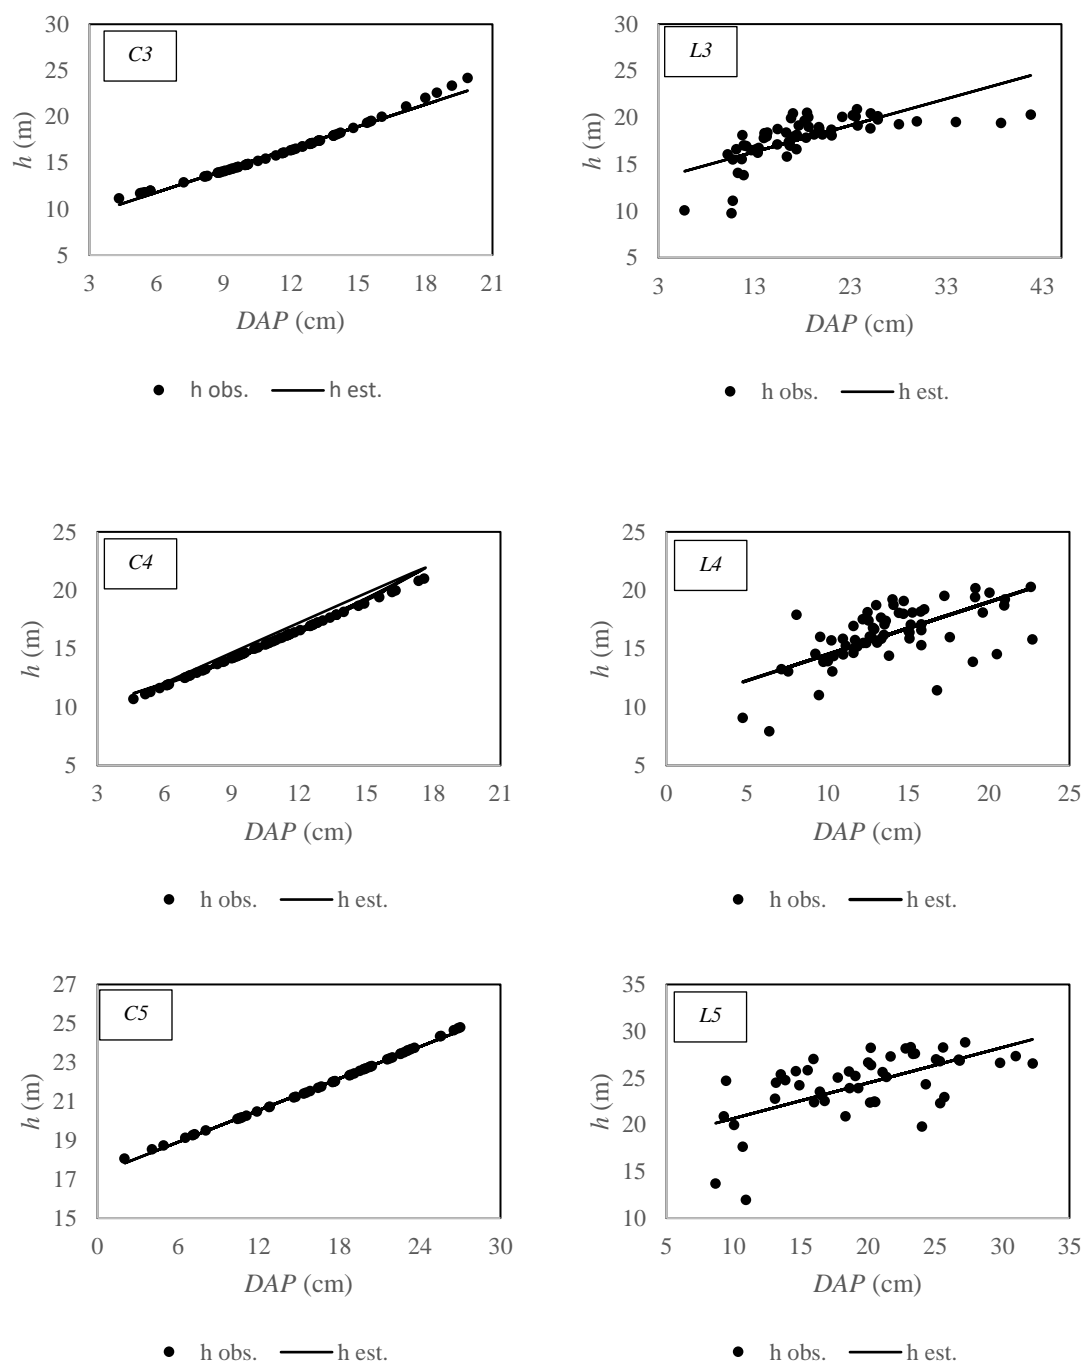 C3
30
25
20
15
10
5
h (m)
3 6 9 12 15 18 21
DAP (cm)
h obs. h est.
L3
30
25
20
15
10
5
h (m)
3 13 23 33 43
DAP (cm)
h obs. h est.
C4
25
20
15
10
5
h (m)
3 6 9 12 15 18 21
DAP (cm)
h obs. h est.
L4
25
20
15
10
5
h (m)
0 5 10 15 20 25
DAP (cm)
h obs. h est.
C5
27
25
23
21
19
17
15
h (m)
0 6 12 18 24 30
DAP (cm)
h obs. h est.
L5
35
30
25
20
15
10
h (m)
5 10 15 20 25 30 35
DAP (cm)
h obs. h est.